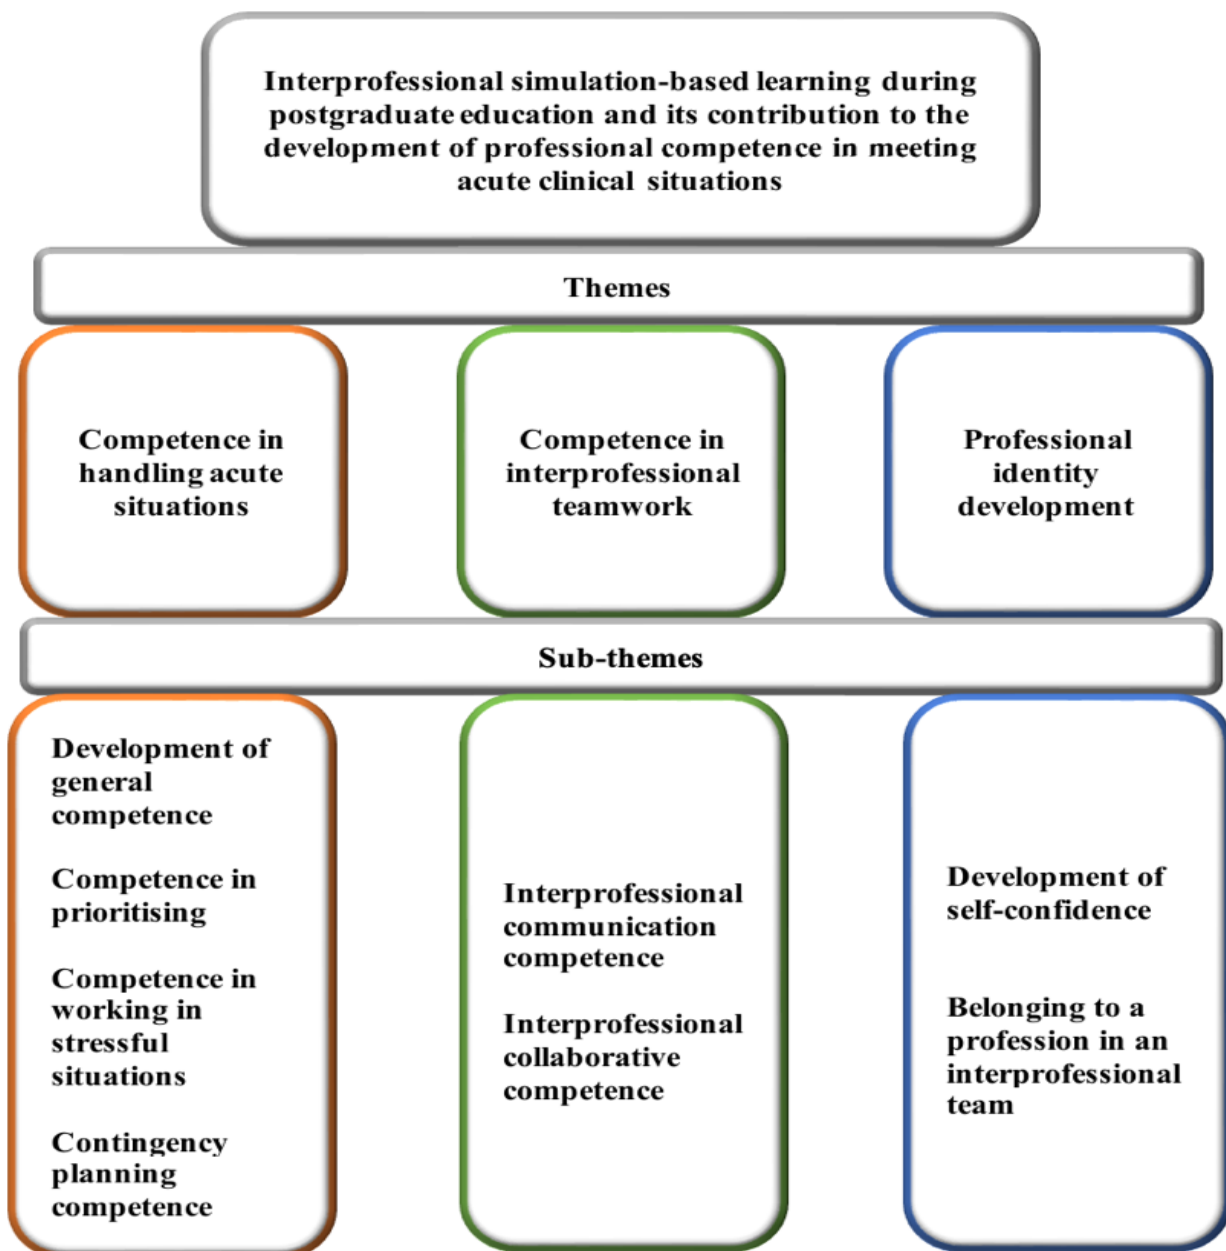 Interprofessional simulation-based learning during
postgraduate education and its contribution to the
development of professional competence in meeting
acute clinical situations
Themes
Competence in
handling acute
situations
Competence in
interprofessional
teamwork
Professional
identity
development
Sub-themes
Development of
general
competence
Competence in
prioritising
Competence in
working in
stressful
situations
Contingency
planning
competence
Interprofessional
communication
competence
Interprofessional
collaborative
competence
Development of
self-confidence
Belonging to a
profession in an
interprofessional
team